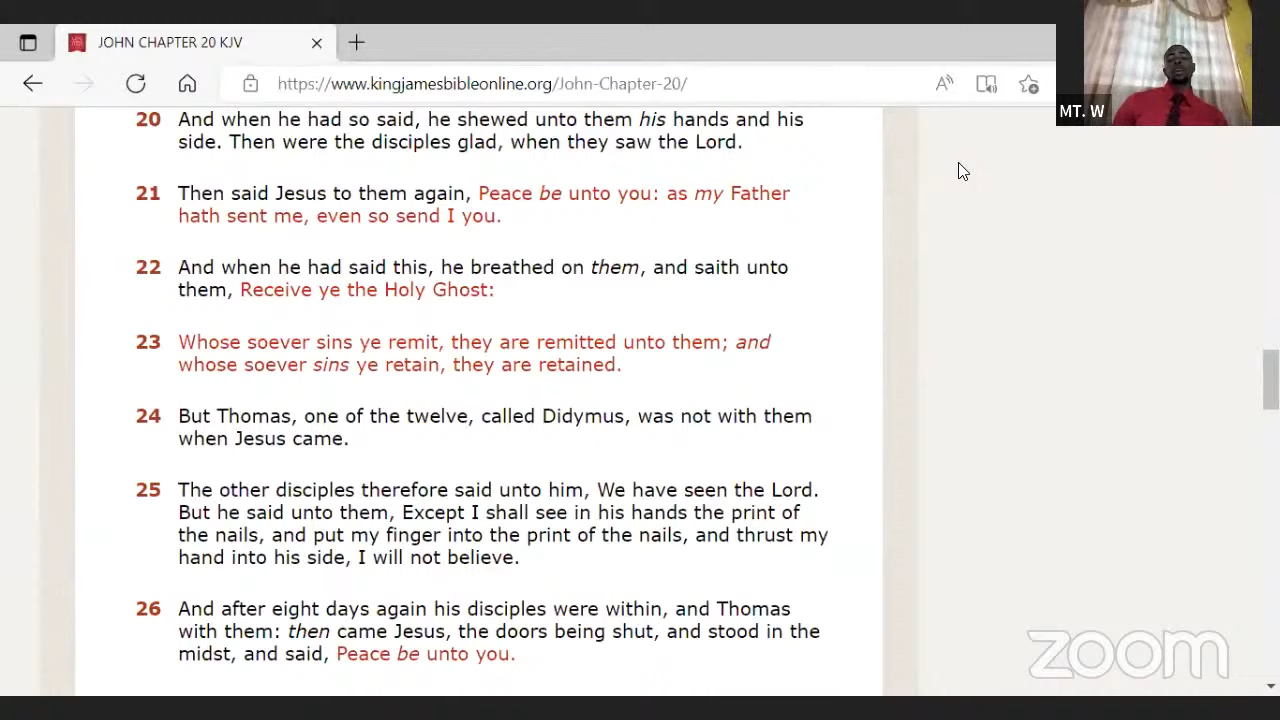 JOHN CHAPTER 20 KJV
https://www.kingjamesbibleonline.org/John-Chapter-20/
MT. W
20 And when he had so said, he shewed unto them his hands and his
side. Then were the disciples glad, when they saw the Lord.
21 Then said Jesus to them again, Peace be unto you: as my Father
hath sent me, even so send I you.
22 And when he had said this, he breathed on them, and saith unto
them, Receive ye the Holy Ghost:
23 Whose soever sins ye remit, they are remitted unto them; and
whose soever sins ye retain, they are retained.
24 But Thomas, one of the twelve, called Didymus, was not with them
when Jesus came.
25 The other disciples therefore said unto him, We have seen the Lord.
But he said unto them, Except I shall see in his hands the print of
the nails, and put my finger into the print of the nails, and thrust my
hand into his side, I will not believe.
26 And after eight days again his disciples were within, and Thomas
with them: then came Jesus, the doors being shut, and stood in the
midst, and said, Peace be unto you.
zoom